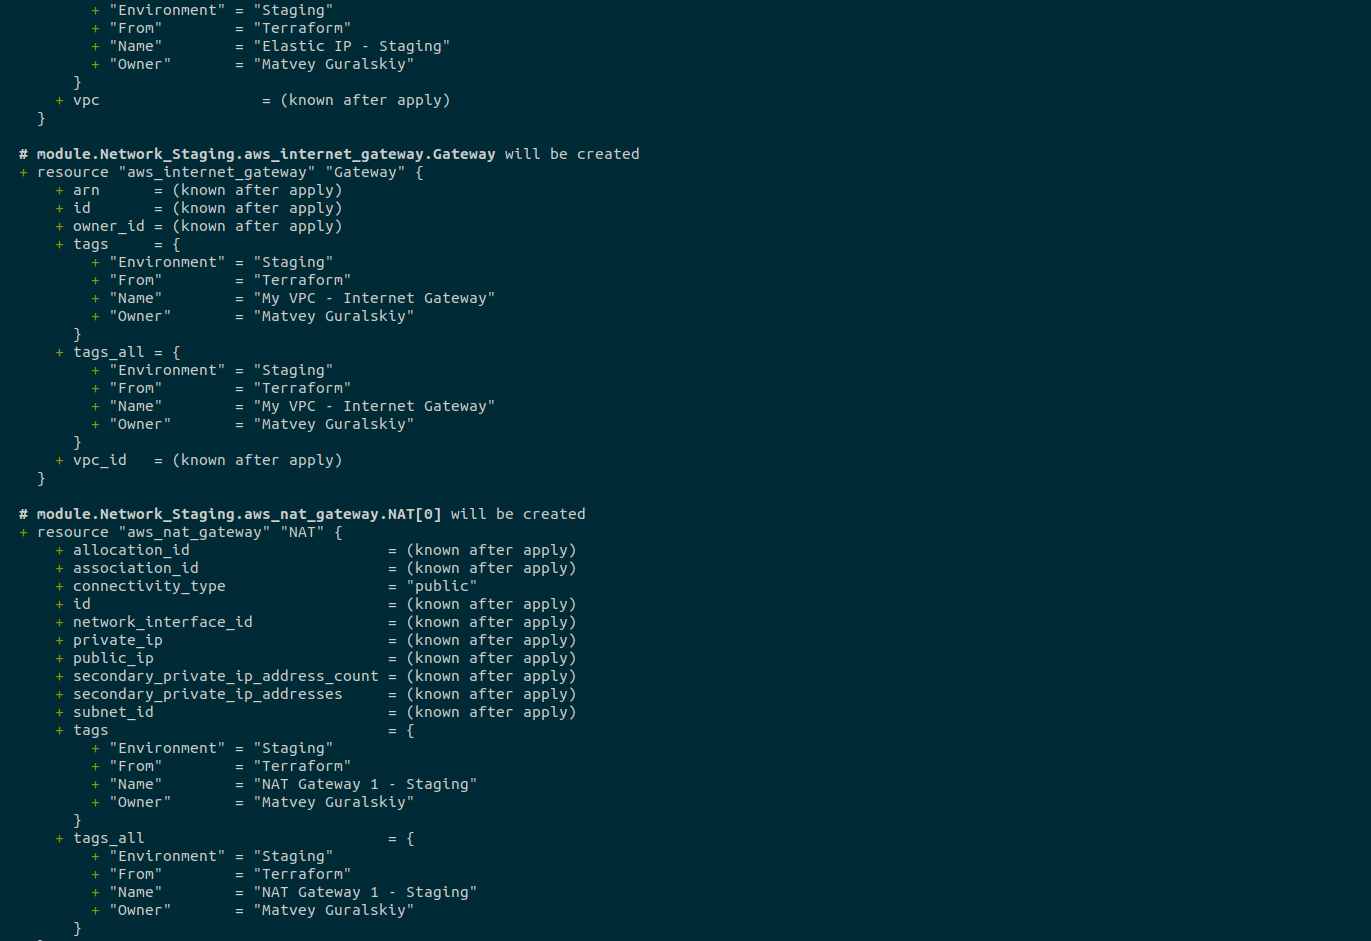 + "Environment" = "Staging"
        + "From"        = "Terraform"
        + "Name"        = "Elastic IP - Staging"
        + "Owner"       = "Matvey Guralskiy"
      }
    + vpc                  = (known after apply)
  }

# module.Network_Staging.aws_internet_gateway.Gateway will be created
+ resource "aws_internet_gateway" "Gateway" {
    + arn      = (known after apply)
    + id       = (known after apply)
    + owner_id = (known after apply)
    + tags     = {
        + "Environment" = "Staging"
        + "From"        = "Terraform"
        + "Name"        = "My VPC - Internet Gateway"
        + "Owner"       = "Matvey Guralskiy"
      }
    + tags_all = {
        + "Environment" = "Staging"
        + "From"        = "Terraform"
        + "Name"        = "My VPC - Internet Gateway"
        + "Owner"       = "Matvey Guralskiy"
      }
    + vpc_id   = (known after apply)
  }

# module.Network_Staging.aws_nat_gateway.NAT[0] will be created
+ resource "aws_nat_gateway" "NAT" {
    + allocation_id                      = (known after apply)
    + association_id                     = (known after apply)
    + connectivity_type                  = "public"
    + id                                 = (known after apply)
    + network_interface_id               = (known after apply)
    + private_ip                         = (known after apply)
    + public_ip                          = (known after apply)
    + secondary_private_ip_address_count = (known after apply)
    + secondary_private_ip_addresses     = (known after apply)
    + subnet_id                          = (known after apply)
    + tags                               = {
        + "Environment" = "Staging"
        + "From"        = "Terraform"
        + "Name"        = "NAT Gateway 1 - Staging"
        + "Owner"       = "Matvey Guralskiy"
      }
    + tags_all                           = {
        + "Environment" = "Staging"
        + "From"        = "Terraform"
        + "Name"        = "NAT Gateway 1 - Staging"
        + "Owner"       = "Matvey Guralskiy"
      }